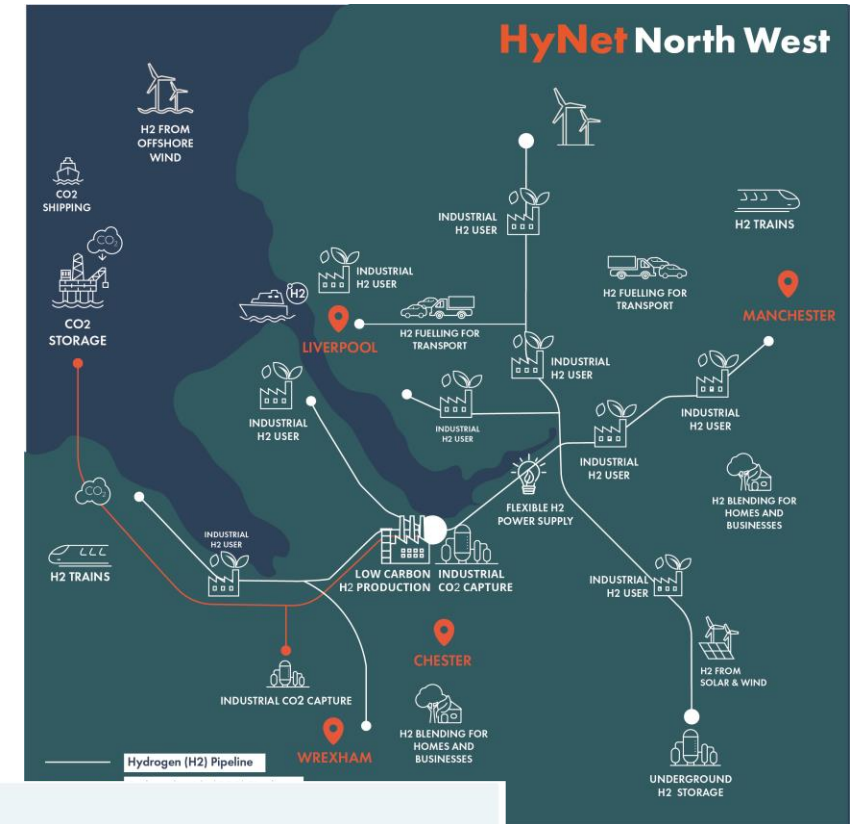 HyNet North West
H2 FROM
OFFSHORE
WIND
CO2
SHIPPING
CO2
CO2
STORAGE
INDUSTRIAL
H2 USER
H2 TRAINS
INDUSTRIAL
H2 USER
H2
H2 FUELLING FOR
TRANSPORT
MANCHESTER
LIVERPOOL
H2 FUELLING FOR
TRANSPORT
INDUSTRIAL
H2 USER
INDUSTRIAL
H2 USER
INDUSTRIAL
H2 USER
INDUSTRIAL
H2 USER
INDUSTRIAL
H2 USER
CO2
FLEXIBLE H2
POWER SUPPLY
H2 BLENDING FOR
HOMES AND
BUSINESSES
INDUSTRIAL
H2 USER
H2 TRAINS
LOW CARBON
H2 PRODUCTION
INDUSTRIAL
CO2 CAPTURE
INDUSTRIAL
H2 USER
CHESTER
H2 FROM
SOLAR & WIND
INDUSTRIAL CO2 CAPTURE
WREXHAM
H2 BLENDING FOR
HOMES AND
BUSINESSES
Hydrogen (H2) Pipeline
UNDERGROUND
H2 STORAGE